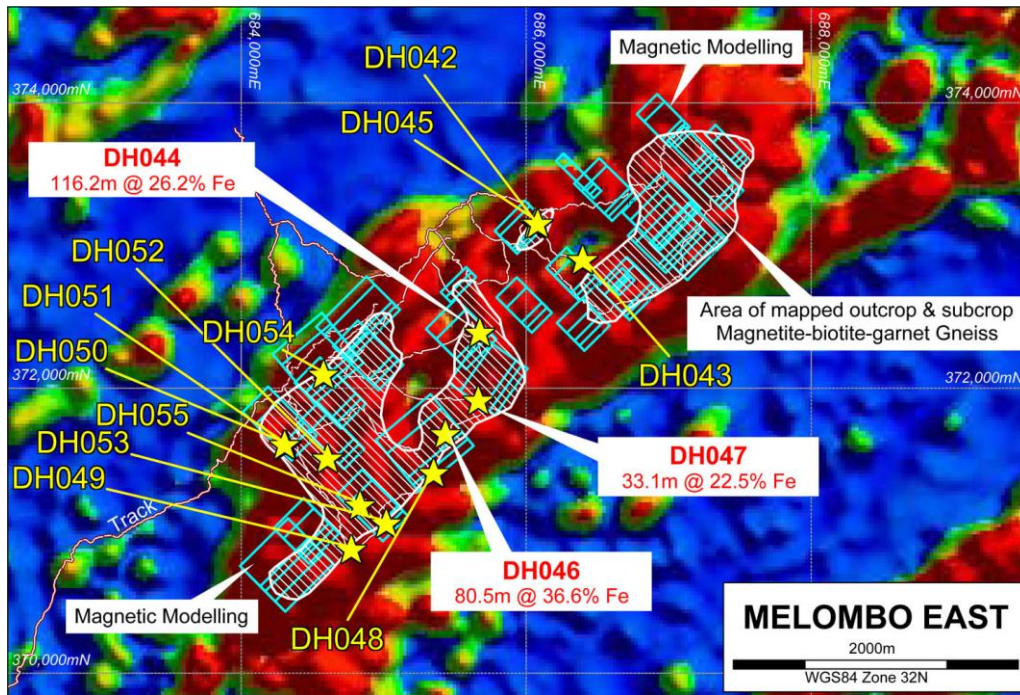 684,000mE
686,000mE
688,000mE
DH042
Magnetic Modelling
374,000mN
374,000mN
DH045
DH044
116.2m @ 26.2% Fe
DH052
DH051
DH054
DH050
Area of mapped outcrop & subcrop
Magnetite-biotite-garnet Gneiss
DH043
372,000mN
372,000mN
DH055
DH053
DH049
DH047
33.1m @ 22.5% Fe
Track
DH046
80.5m @ 36.6% Fe
Magnetic Modelling
DH048
MELOMBO EAST
2000m
WGS84 Zone 32N
370,000mN